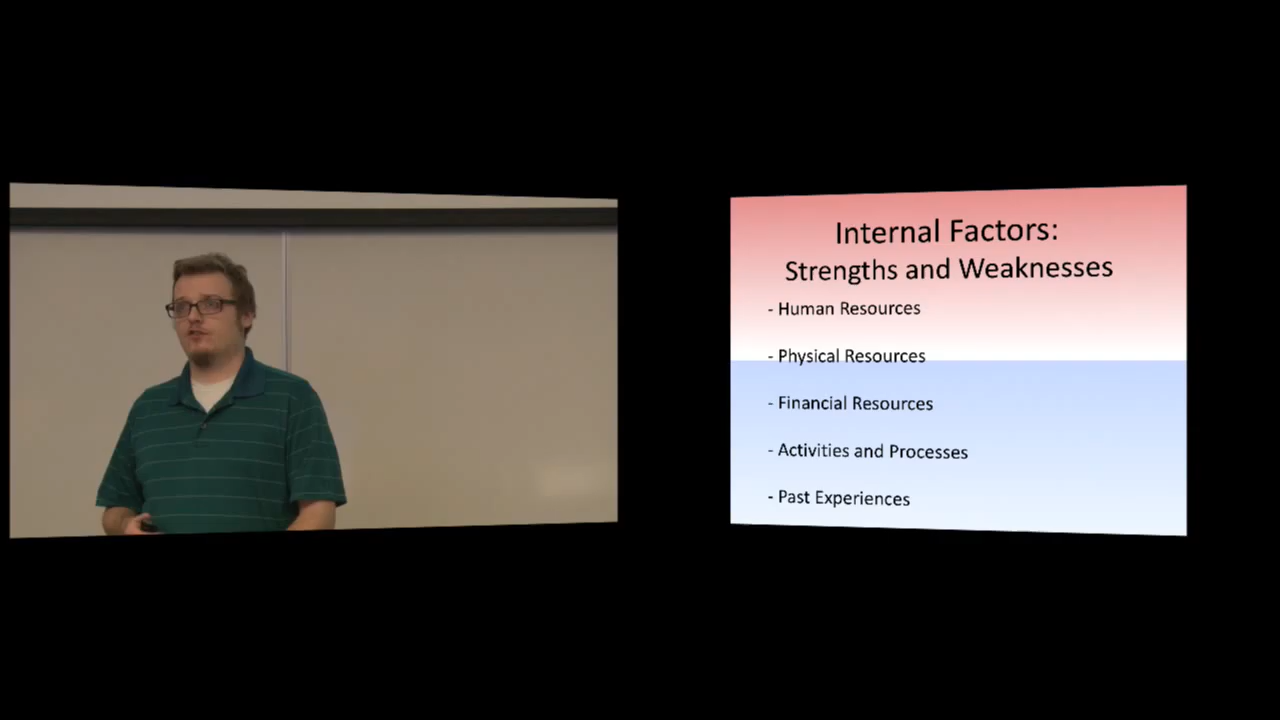 Internal Factors:
Strengths and Weaknesses
- Human Resources
- Physical Resources
- Financial Resources
- Activities and Processes
- Past Experiences